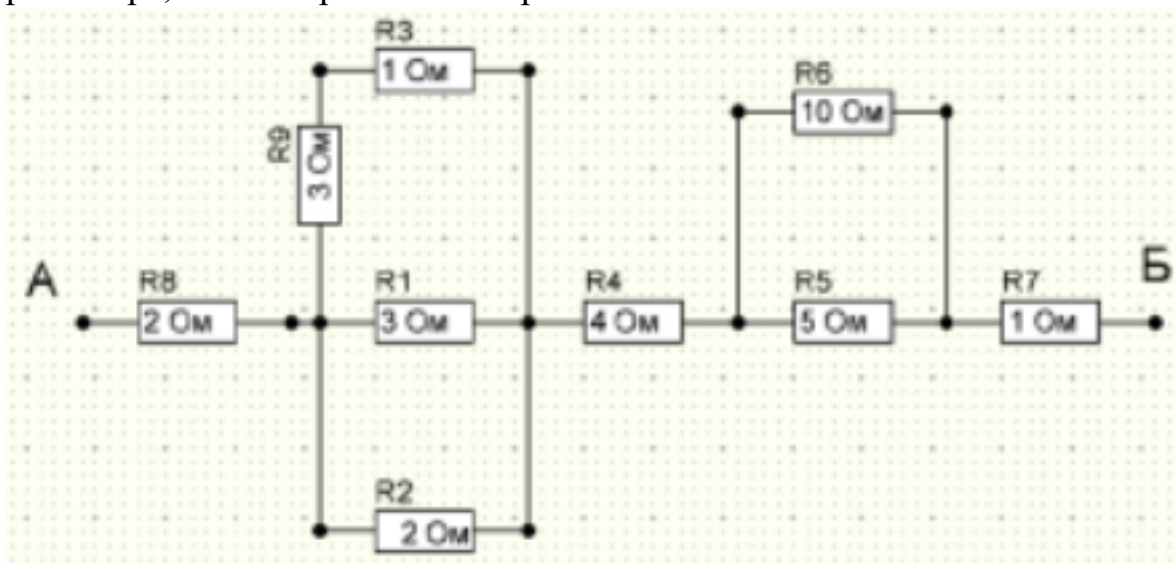 R3
1 Ом
R6
10 Ом
R9
3 Ом
А
R8
2 Ом
R1
3 Ом
R4
4 Ом
R5
5 Ом
R7
1 Ом
Б
R2
2 Ом